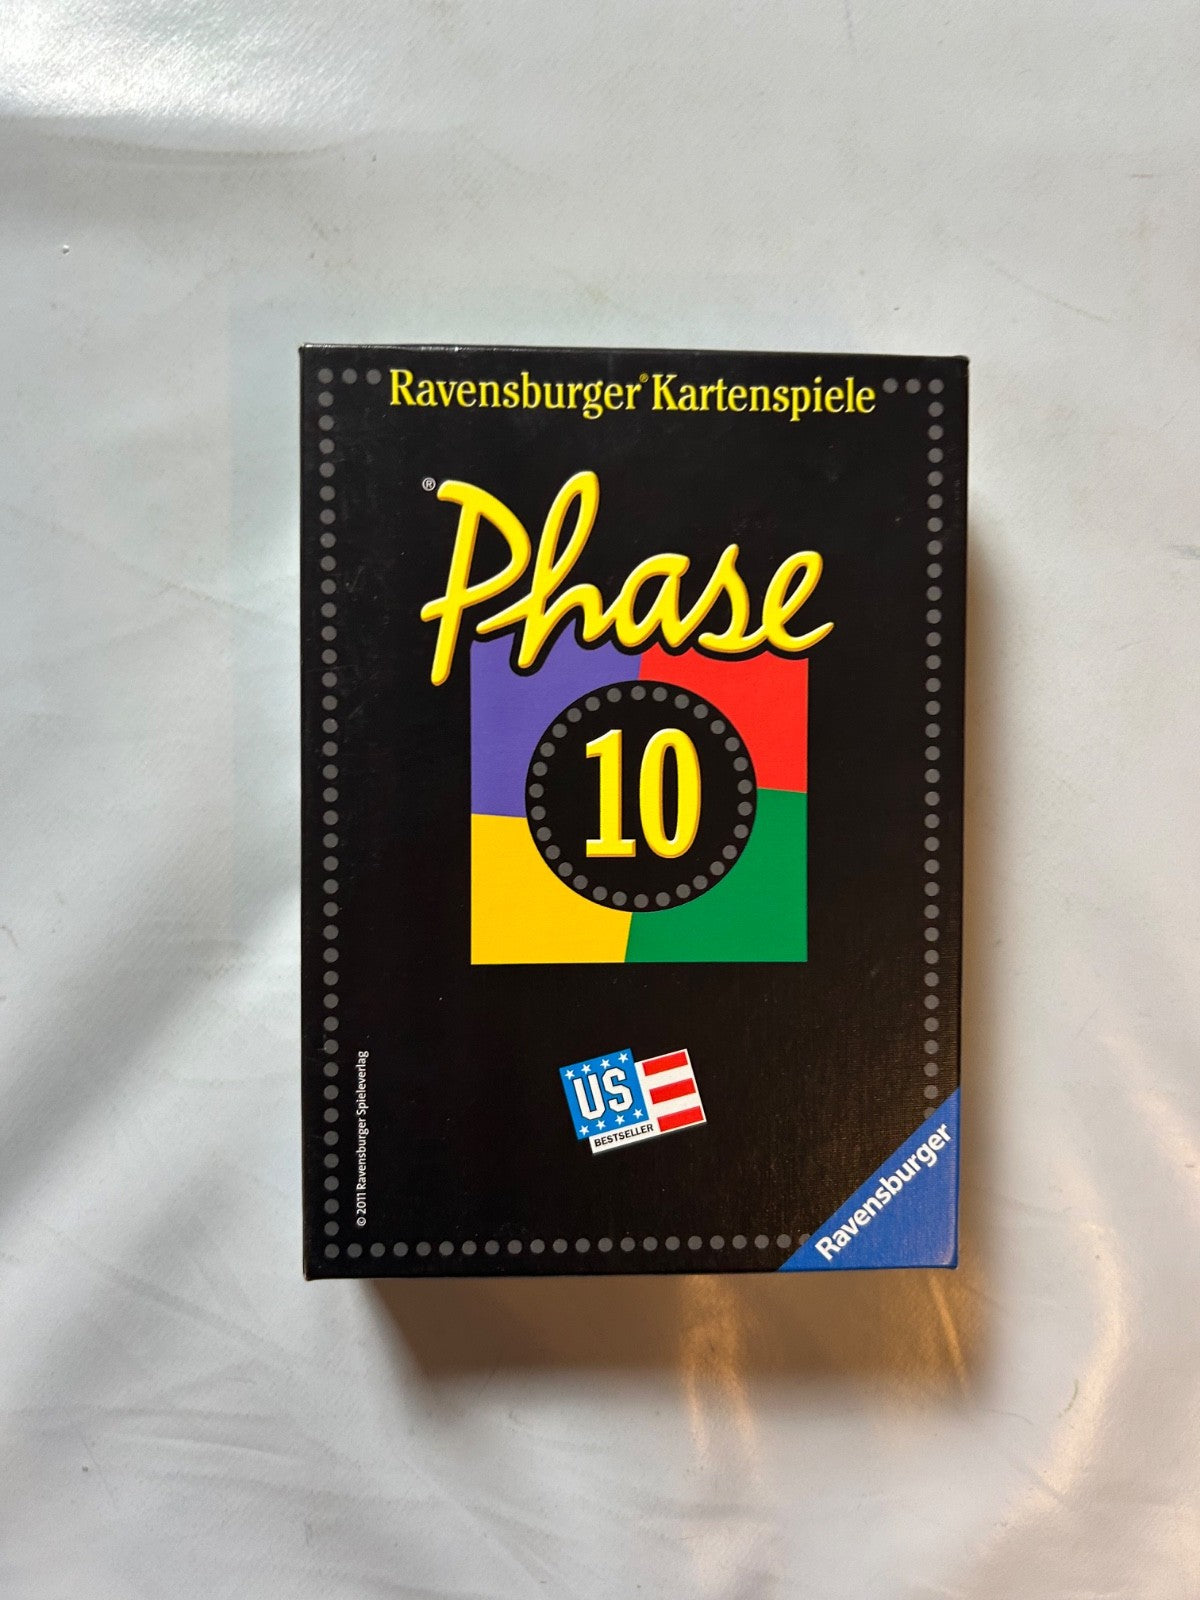 Ravensburger® Kartenspiele
® Phase
10
US
BESTSELLER
© 2011 Ravensburger Spieleverlag
Ravensburger